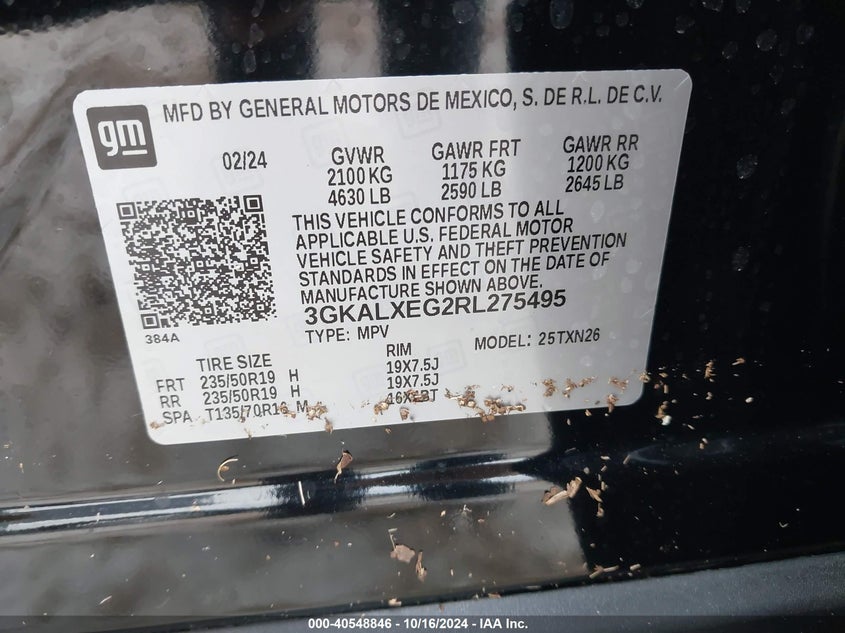 gm
MFD BY GENERAL MOTORS DE MEXICO, S. DE R.L. DE C.V.
02/24
GVWR
2100 KG
4630 LB
GAWR FRT
1175 KG
2590 LB
GAWR RR
1200 KG
2645 LB
THIS VEHICLE CONFORMS TO ALL
APPLICABLE U.S. FEDERAL MOTOR
VEHICLE SAFETY AND THEFT PREVENTION
STANDARDS IN EFFECT ON THE DATE OF
MANUFACTURE SHOWN ABOVE.
3GKALXEG2RL275495
384A
TYPE: MPV
MODEL: 25TXN26
TIRE SIZE
RIM
FRT 235/50R19 H 19X7.5J
RR 235/50R19 H 19X7.5J
SPA M
000-40548846 - 10/16/2024 - IAA Inc.